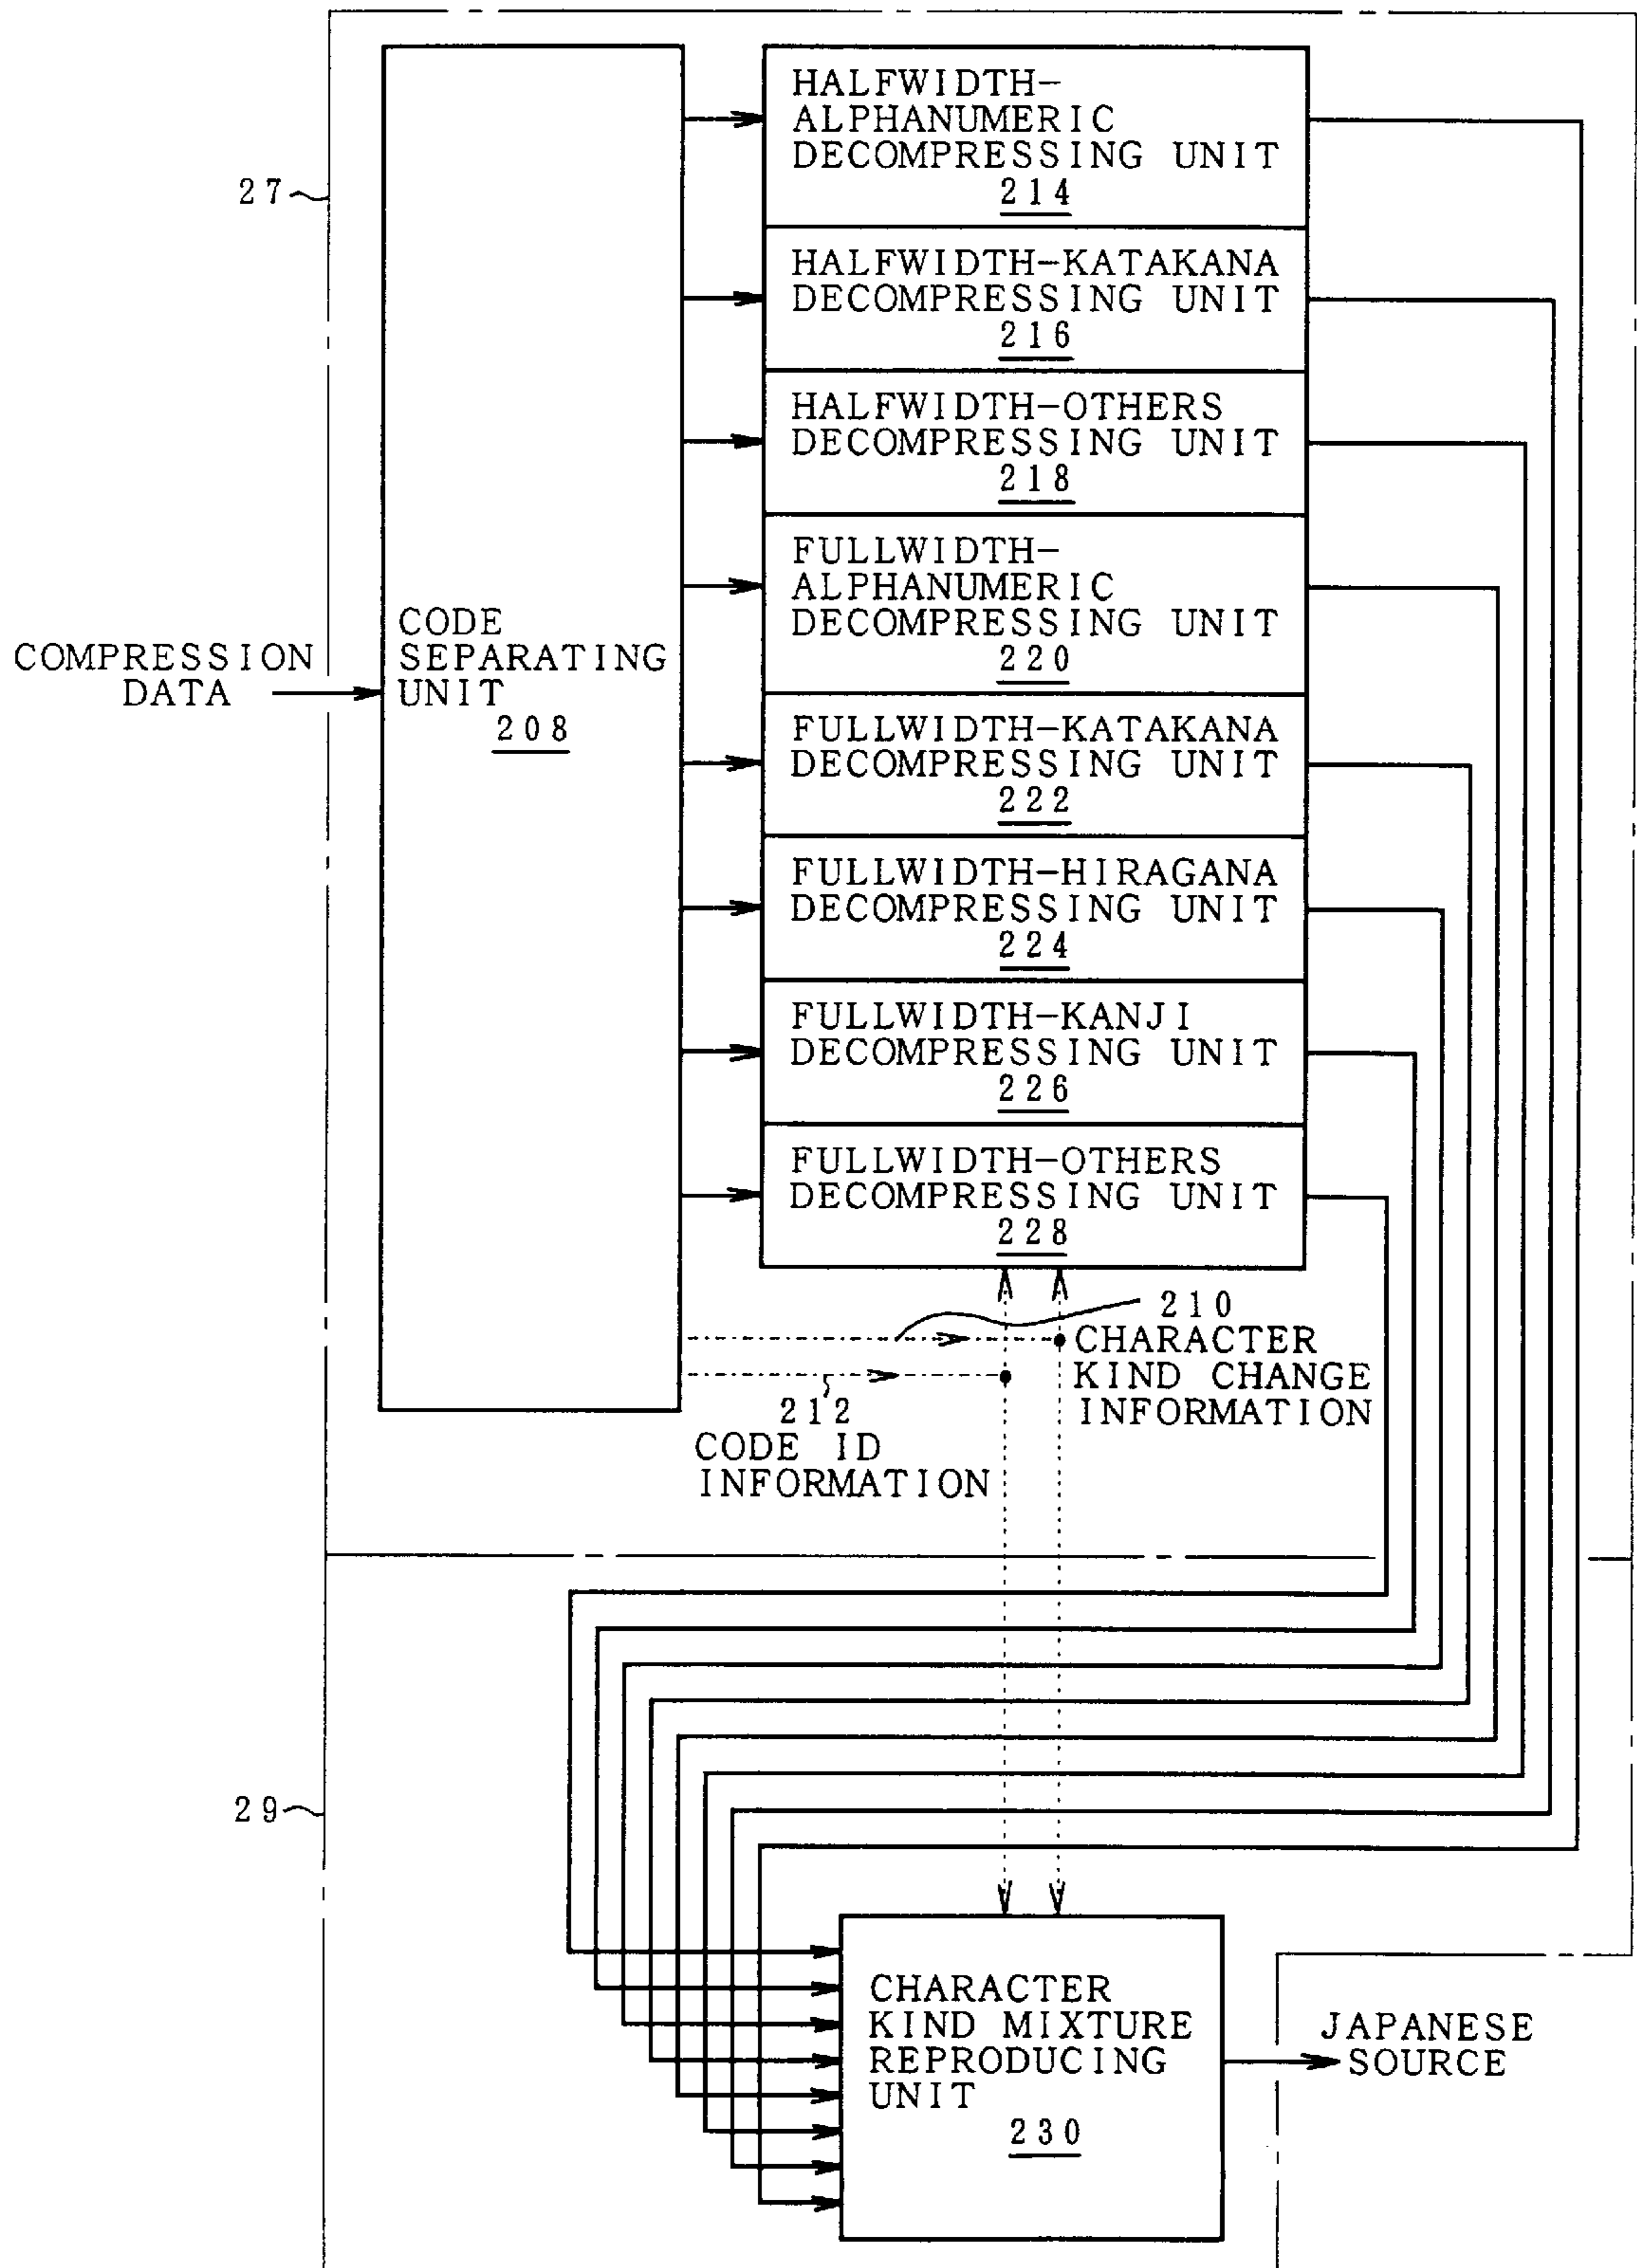 27
COMPRESSION
DATA
CODE
SEPARATING
UNIT
208
HALFWIDTH-
ALPHANUMERIC
DECOMPRESSING UNIT
214
HALFWIDTH-KATAKANA
DECOMPRESSING UNIT
216
HALFWIDTH-OTHERS
DECOMPRESSING UNIT
218
FULLWIDTH-
ALPHANUMERIC
DECOMPRESSING UNIT
220
FULLWIDTH-KATAKANA
DECOMPRESSING UNIT
222
FULLWIDTH-HIRAGANA
DECOMPRESSING UNIT
224
FULLWIDTH-KANJI
DECOMPRESSING UNIT
226
FULLWIDTH-OTHERS
DECOMPRESSING UNIT
228
210
CHARACTER
KIND CHANGE
INFORMATION
212
CODE ID
INFORMATION
29
CHARACTER
KIND MIXTURE
REPRODUCING
UNIT
230
JAPANESE
SOURCE